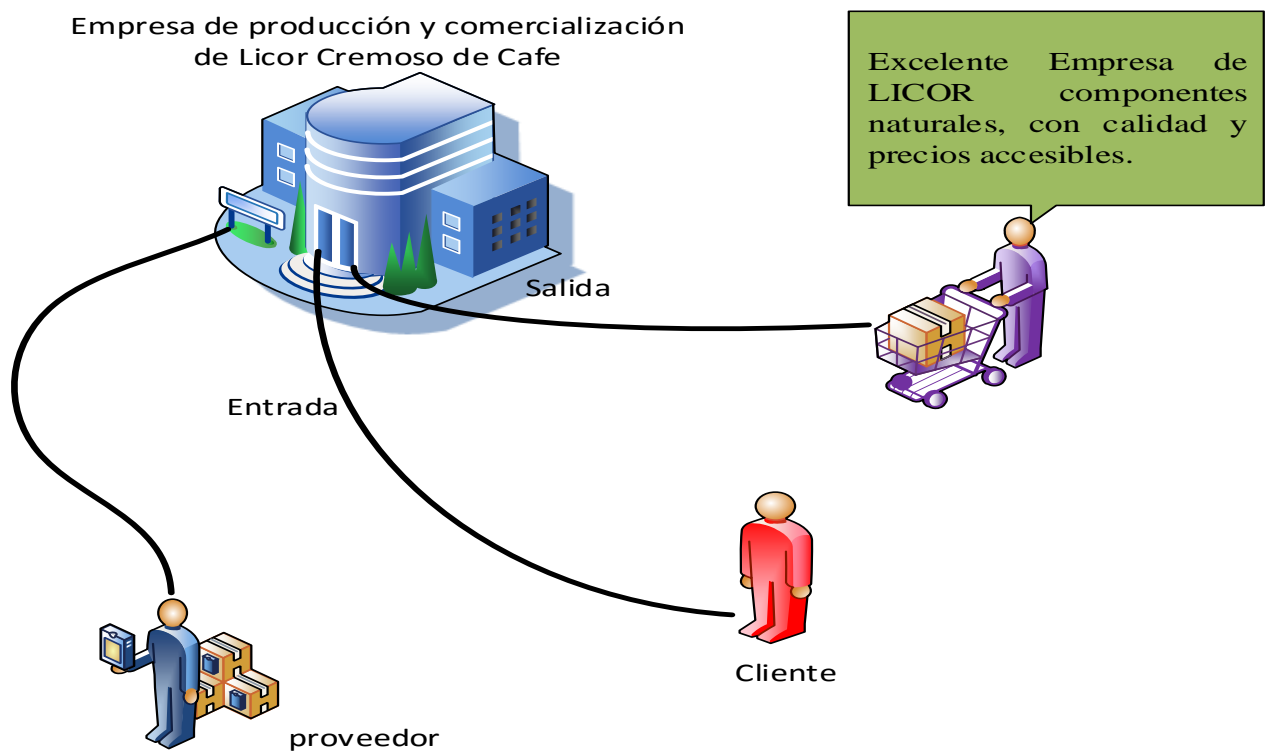 Empresa de producción y comercialización
de Licor Cremoso de Cafe
Excelente Empresa de
LICOR componentes
naturales, con calidad y
precios accesibles.
Salida
Entrada
Cliente
proveedor